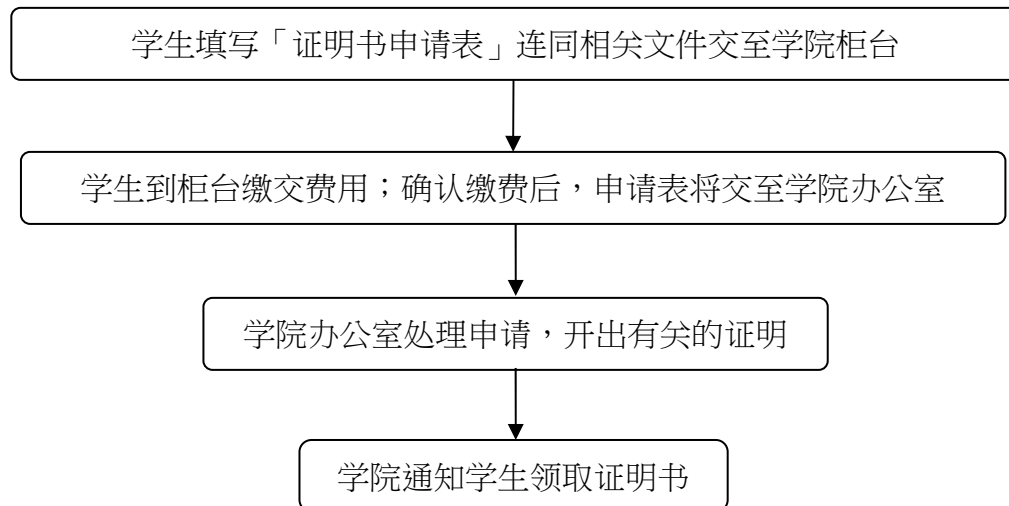 学生填写「证明书申请表」连同相关文件交至学院柜台
学生到柜台缴交费用；确认缴费后，申请表将交至学院办公室
学院办公室处理申请，开出有关的证明
学院通知学生领取证明书